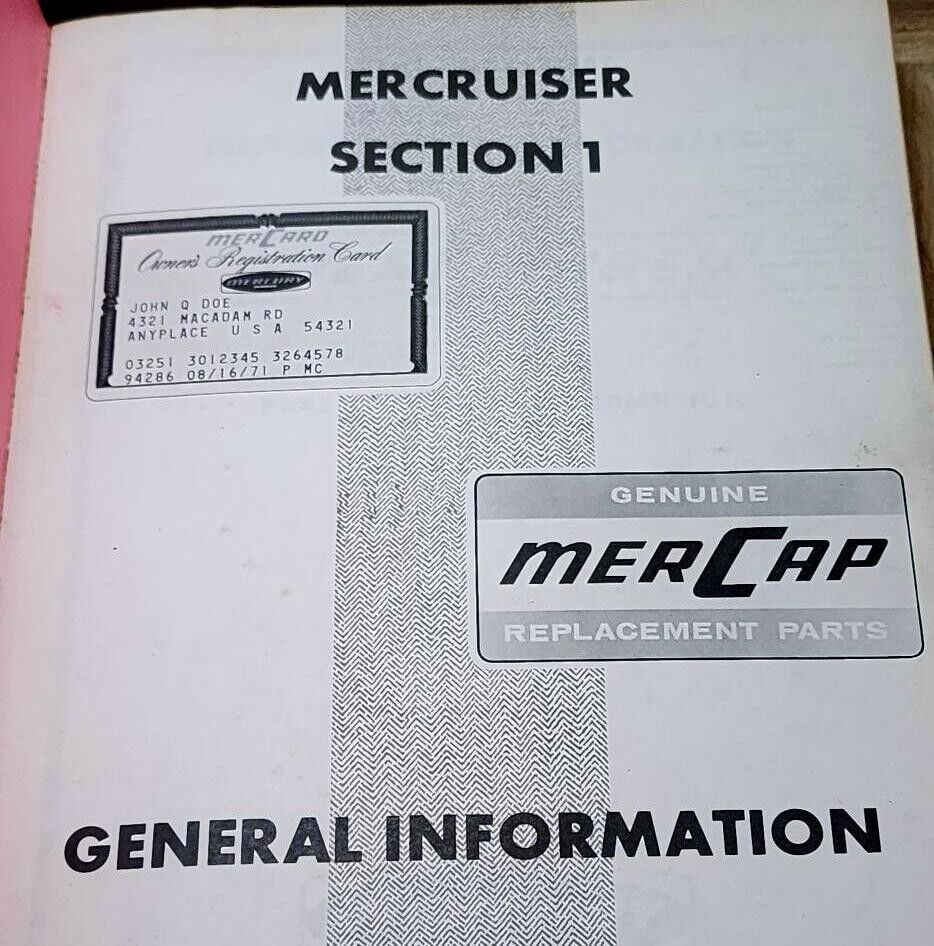 MERCRUISER
SECTION 1
MERCARD
Owner's Registration Card
MERCURY
JOHN Q DOE
4321 MACADAM RD
ANYPLACE U S A 54321
03251 3012345 3264578
94286 08/16/71 P MC
GENUINE
MERCAP
REPLACEMENT PARTS
GENERAL INFORMATION